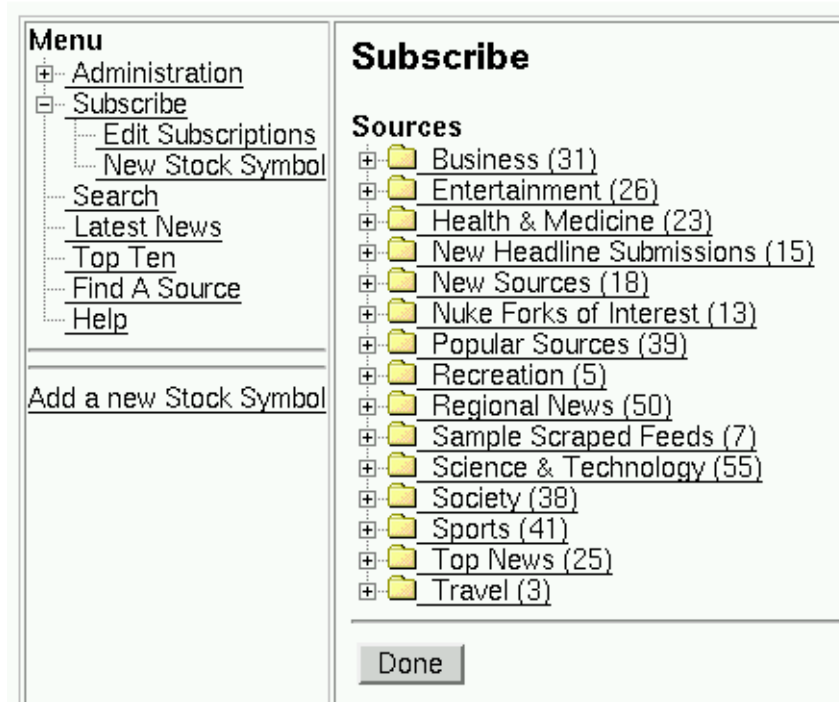 Menu
Administration
Subscribe
Edit Subscriptions
New Stock Symbol
Search
Latest News
Top Ten
Find A Source
Help
Add a new Stock Symbol
Subscribe
Sources
Business (31)
Entertainment (26)
Health & Medicine (23)
New Headline Submissions (15)
New Sources (18)
Nuke Forks of Interest (13)
Popular Sources (39)
Recreation (5)
Regional News (50)
Sample Scraped Feeds (7)
Science & Technology (55)
Society (38)
Sports (41)
Top News (25)
Travel (3)
Done